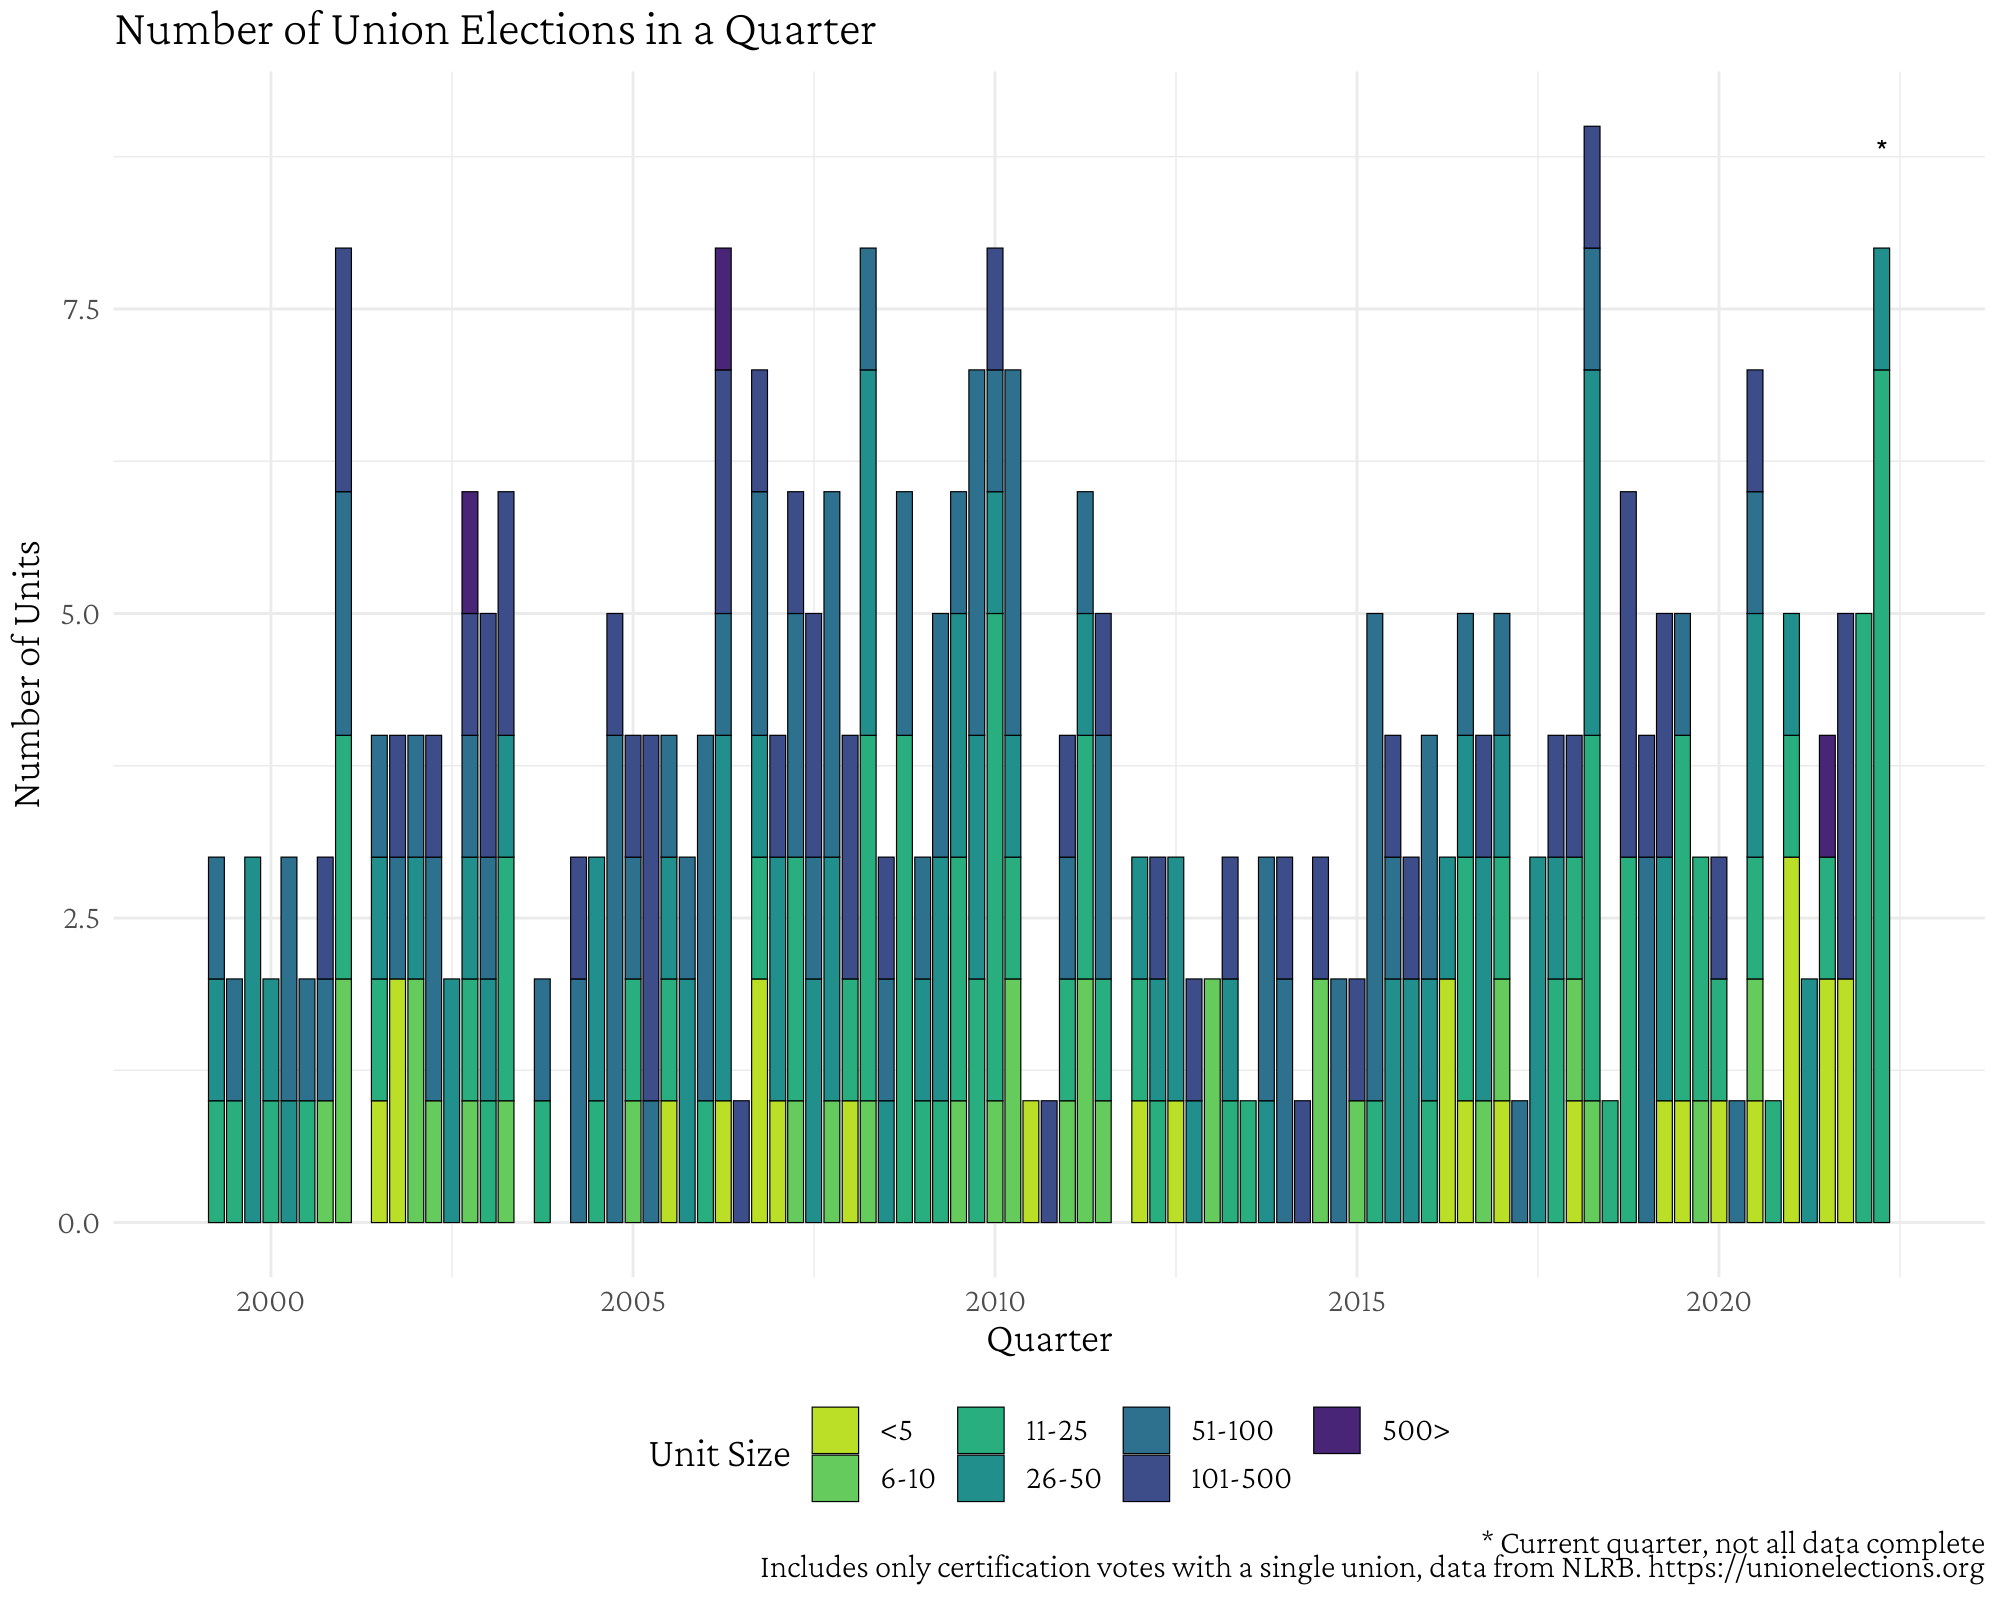 Number of Union Elections in a Quarter
*
7.5
5.0
2.5
0.0
Number of Units
2000 2005 2010 2015 2020
Quarter
Unit Size
<5 11-25 51-100 500>
6-10 26-50 101-500
* Current quarter, not all data complete
Includes only certification votes with a single union, data from NLRB. https://unionelections.org